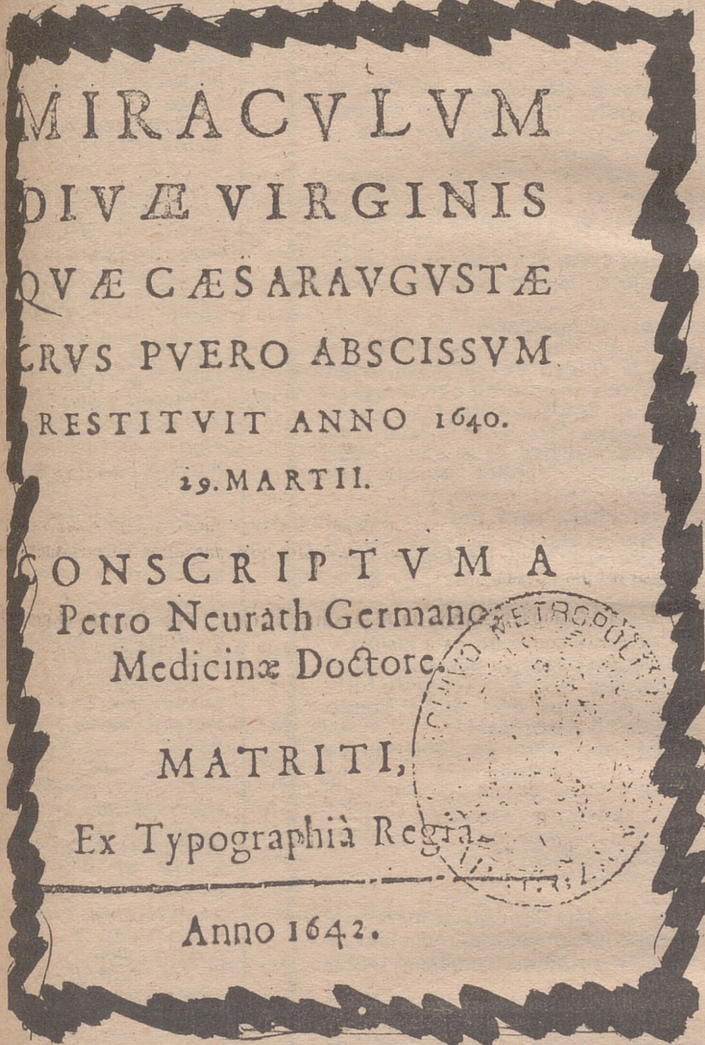 MIRACVLVM
DIVÆ VIRGINIS
QVÆ CÆSARAVGVSTÆ
CRVS PVERO ABSCISSVM
RESTITVIT ANNO 1640.
29. MARTII.
CONSCRIPTVM A
Petro Neurath Germano,
Medicinæ Doctore.
MATRITI,
Ex Typographià Regià
Anno 1642.